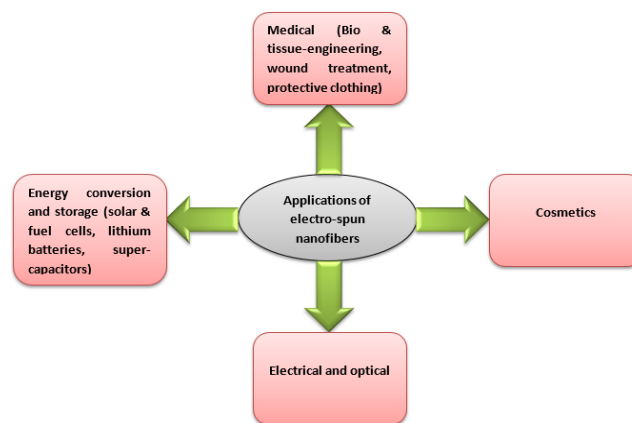 Medical (Bio &
tissue-engineering,
wound treatment,
protective clothing)
Energy conversion
and storage (solar &
fuel cells, lithium
batteries, super-
capacitors)
Applications of
electro-spun
nanofibers
Cosmetics
Electrical and optical